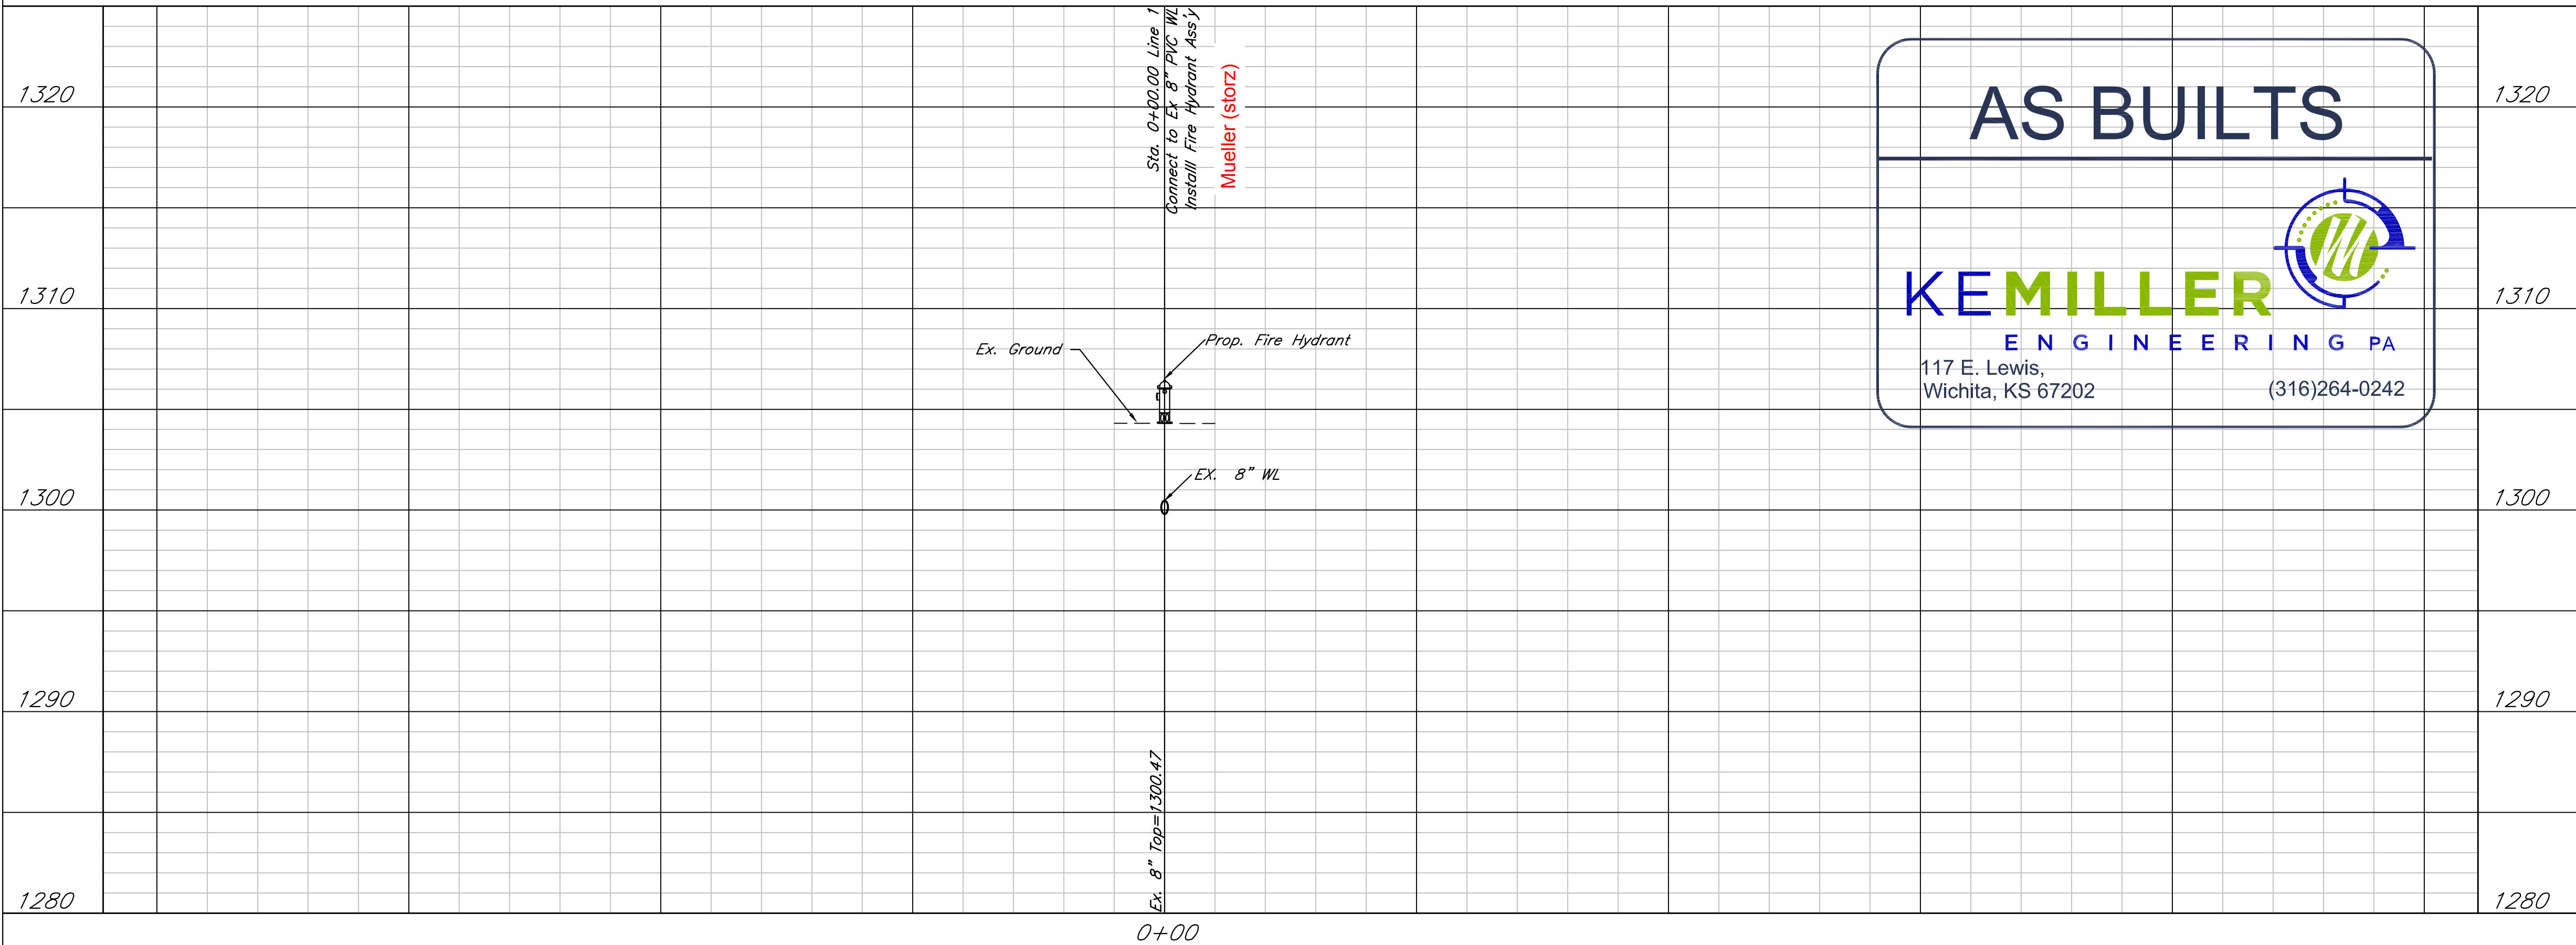 Sta. 0+00.00 Line 1
Connect to Ex 8" PVC WL
Install Fire Hydrant Ass'y
Mueller (storz)
1320
1320
AS BUILTS
KEMILLER
ENGINEERING PA
117 E. Lewis,
Wichita, KS 67202
(316)264-0242
1310
1310
Ex. Ground
Prop. Fire Hydrant
EX. 8" WL
1300
1300
1290
1290
Ex. 8" Top=1300.47
1280
1280
0+00